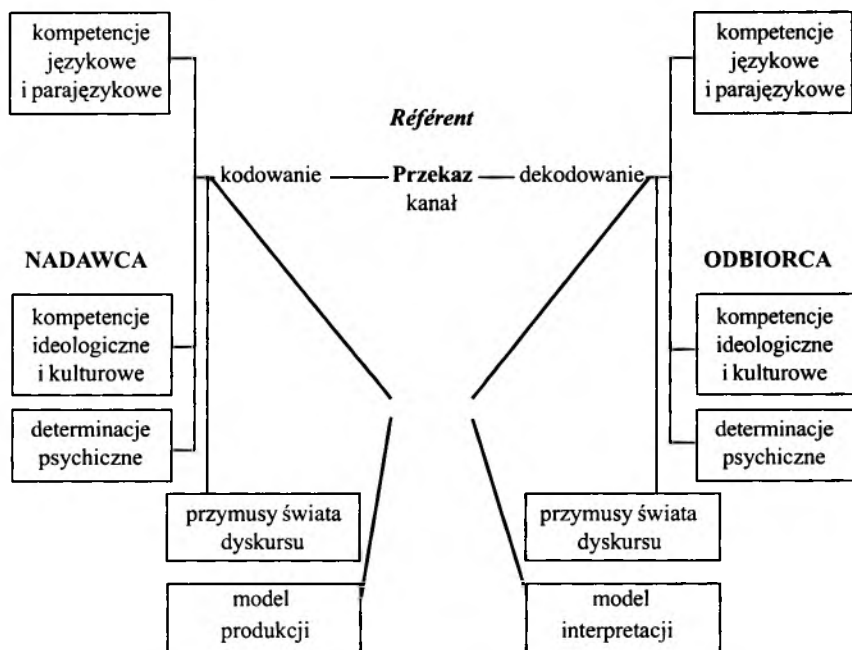 kompetencje
językowe
i parajęzykowe
kompetencje
językowe
i parajęzykowe
Référent
kodowanie
Przekaz
dekodowanie
kanał
NADAWCA
ODBIORCA
kompetencje
ideologiczne
i kulturowe
kompetencje
ideologiczne
i kulturowe
determinacje
psychiczne
determinacje
psychiczne
przymusy świata
dyskursu
przymusy świata
dyskursu
model
produkcji
model
interpretacji